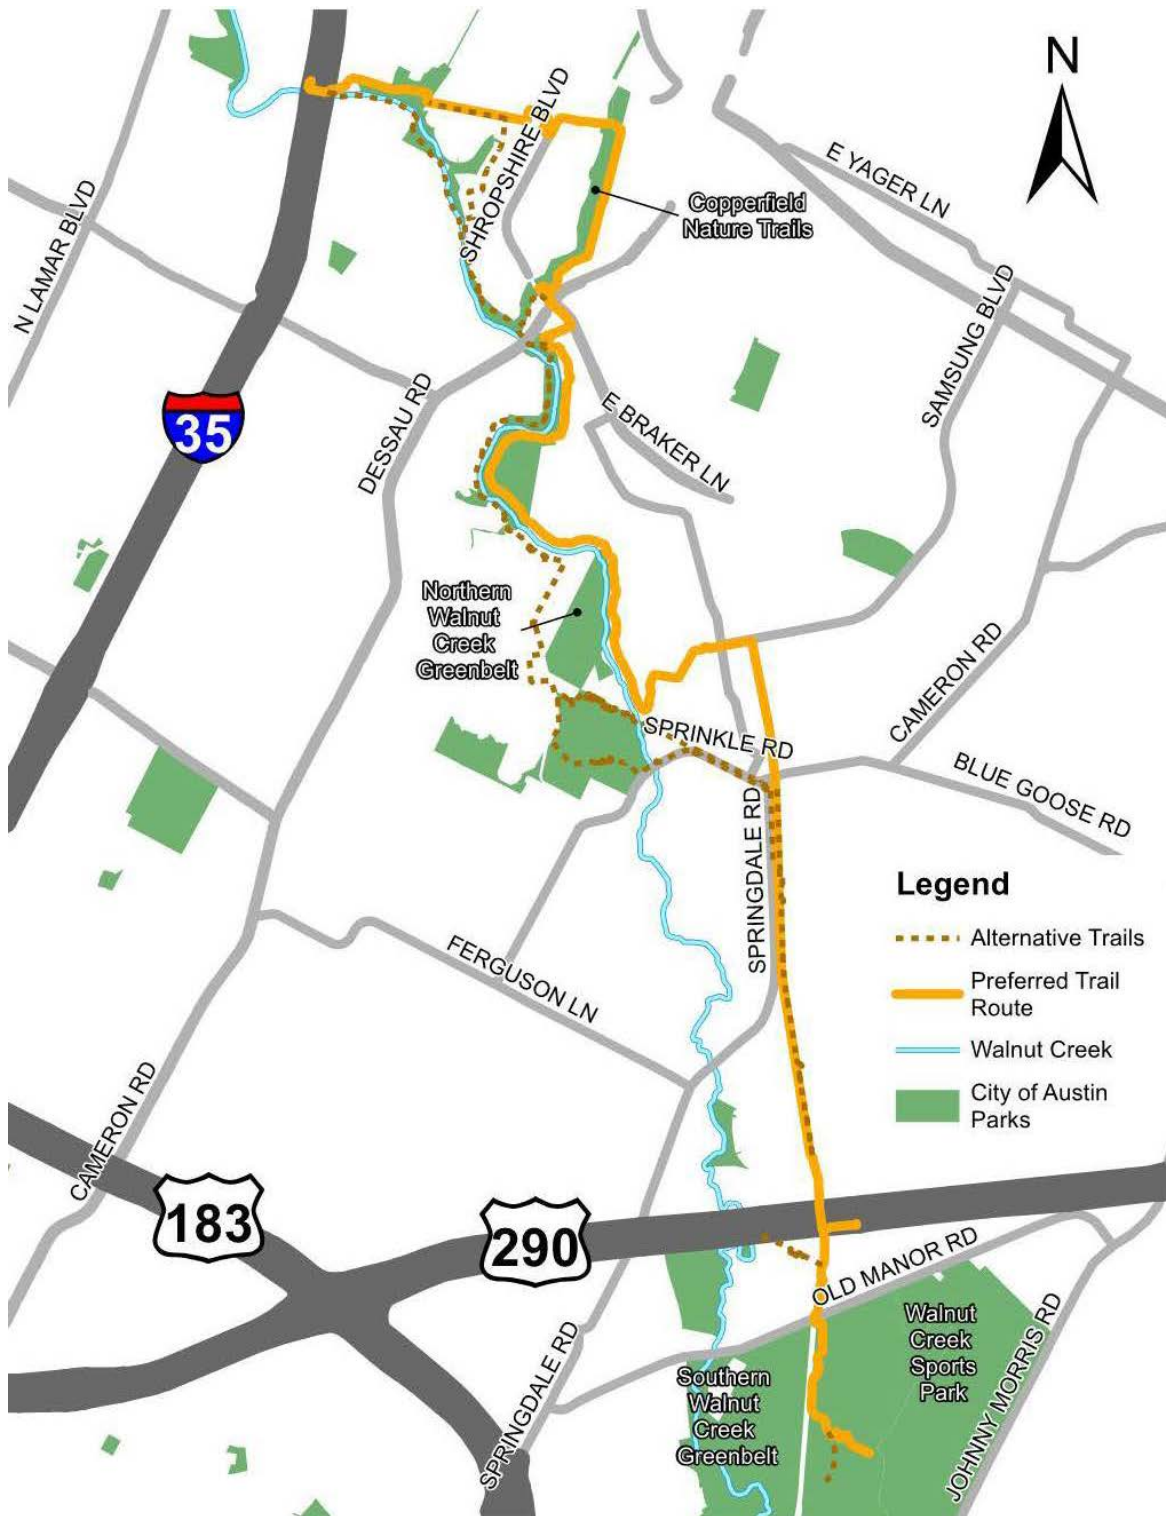 N
SHROPSHIRE BLVD
E YAGER LN
N LAMAR BLVD
Copperfield
Nature Trails
SAMSUNG BLVD
35
DESSAU RD
E BRAKER LN
Northern
Walnut
Creek
Greenbelt
CAMERON RD
SPRINKLE RD
BLUE GOOSE RD
SPRINGDALE RD
Legend
Alternative Trails
Preferred Trail
Route
Walnut Creek
City of Austin
Parks
FERGUSON LN
CAMERON RD
183
290
OLD MANOR RD
Walnut
Creek
Sports
Park
JOHNNY MORRIS RD
SPRINGDALE RD
Southern
Walnut
Creek
Greenbelt